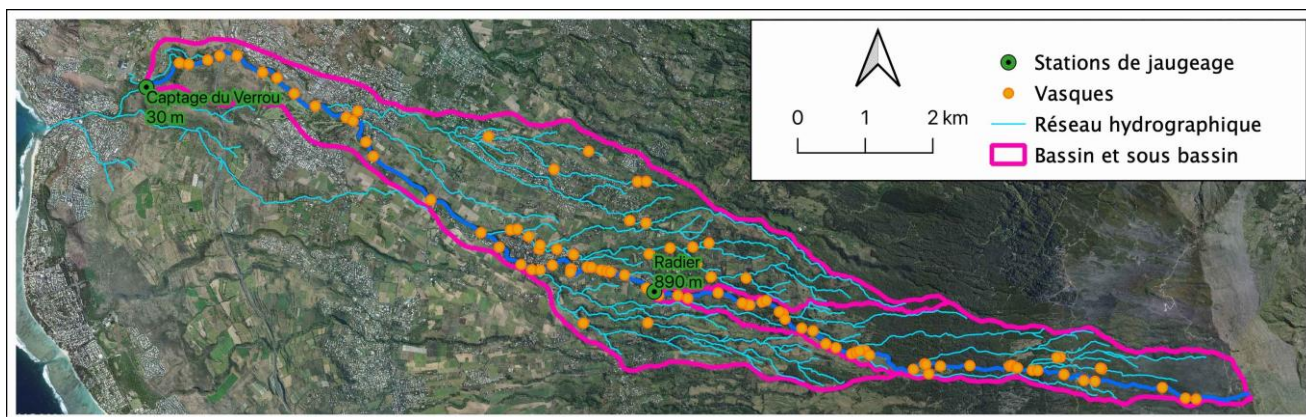 Captage du Verrou
30 m
Radier
890 m
0 1 2 km
Stations de jaugeage
Vasques
Réseau hydrographique
Bassin et sous bassin